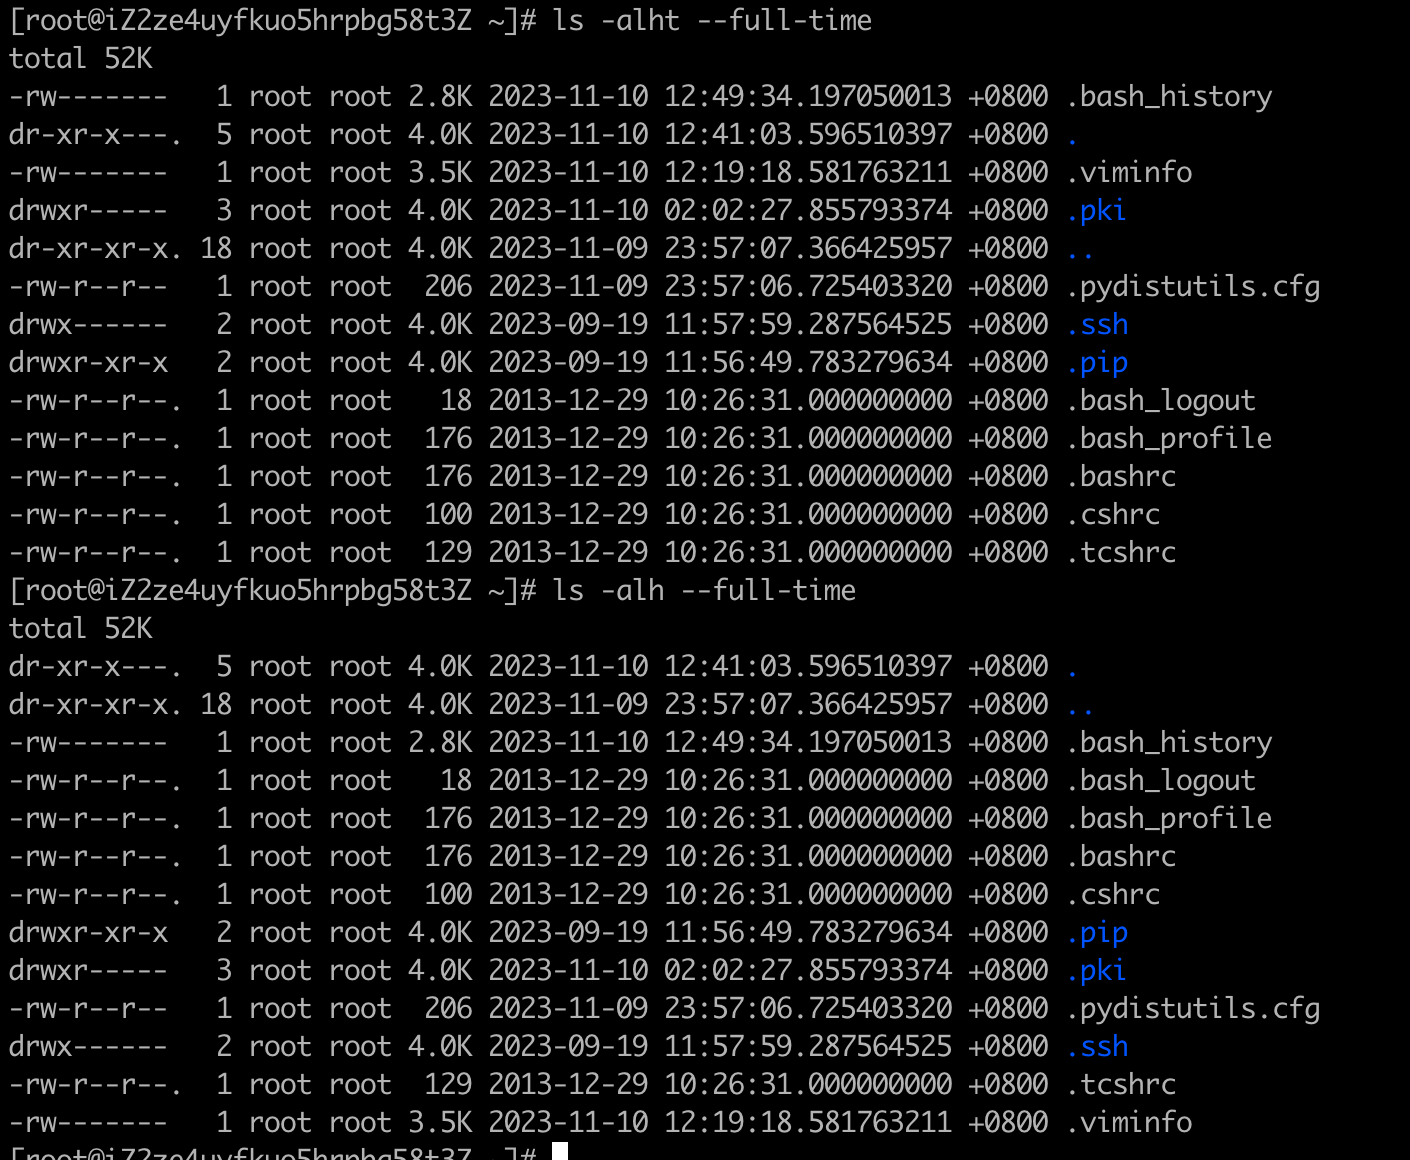 [root@iZ2ze4uyfkuo5hrpbg58t3Z ~]# ls -alht --full-time
total 52K
-rw-------   1 root root 2.8K 2023-11-10 12:49:34.197050013 +0800 .bash_history
dr-xr-x---.  5 root root 4.0K 2023-11-10 12:41:03.596510397 +0800 .
-rw-------   1 root root 3.5K 2023-11-10 12:19:18.581763211 +0800 .viminfo
drwxr-----   3 root root 4.0K 2023-11-10 02:02:27.855793374 +0800 .pki
dr-xr-xr-x. 18 root root 4.0K 2023-11-09 23:57:07.366425957 +0800 ..
-rw-r--r--   1 root root  206 2023-11-09 23:57:06.725403320 +0800 .pydistutils.cfg
drwx------   2 root root 4.0K 2023-09-19 11:57:59.287564525 +0800 .ssh
drwxr-xr-x   2 root root 4.0K 2023-09-19 11:56:49.783279634 +0800 .pip
-rw-r--r--.  1 root root   18 2013-12-29 10:26:31.000000000 +0800 .bash_logout
-rw-r--r--.  1 root root  176 2013-12-29 10:26:31.000000000 +0800 .bash_profile
-rw-r--r--.  1 root root  176 2013-12-29 10:26:31.000000000 +0800 .bashrc
-rw-r--r--.  1 root root  100 2013-12-29 10:26:31.000000000 +0800 .cshrc
-rw-r--r--.  1 root root  129 2013-12-29 10:26:31.000000000 +0800 .tcshrc
[root@iZ2ze4uyfkuo5hrpbg58t3Z ~]# ls -alh --full-time
total 52K
dr-xr-x---.  5 root root 4.0K 2023-11-10 12:41:03.596510397 +0800 .
dr-xr-xr-x. 18 root root 4.0K 2023-11-09 23:57:07.366425957 +0800 ..
-rw-------   1 root root 2.8K 2023-11-10 12:49:34.197050013 +0800 .bash_history
-rw-r--r--.  1 root root   18 2013-12-29 10:26:31.000000000 +0800 .bash_logout
-rw-r--r--.  1 root root  176 2013-12-29 10:26:31.000000000 +0800 .bash_profile
-rw-r--r--.  1 root root  176 2013-12-29 10:26:31.000000000 +0800 .bashrc
-rw-r--r--.  1 root root  100 2013-12-29 10:26:31.000000000 +0800 .cshrc
drwxr-xr-x   2 root root 4.0K 2023-09-19 11:56:49.783279634 +0800 .pip
drwxr-----   3 root root 4.0K 2023-11-10 02:02:27.855793374 +0800 .pki
-rw-r--r--   1 root root  206 2023-11-09 23:57:06.725403320 +0800 .pydistutils.cfg
drwx------   2 root root 4.0K 2023-09-19 11:57:59.287564525 +0800 .ssh
-rw-r--r--.  1 root root  129 2013-12-29 10:26:31.000000000 +0800 .tcshrc
-rw-------   1 root root 3.5K 2023-11-10 12:19:18.581763211 +0800 .viminfo
[root@iZ2ze4uyfkuo5hrpbg58t3Z ~]#